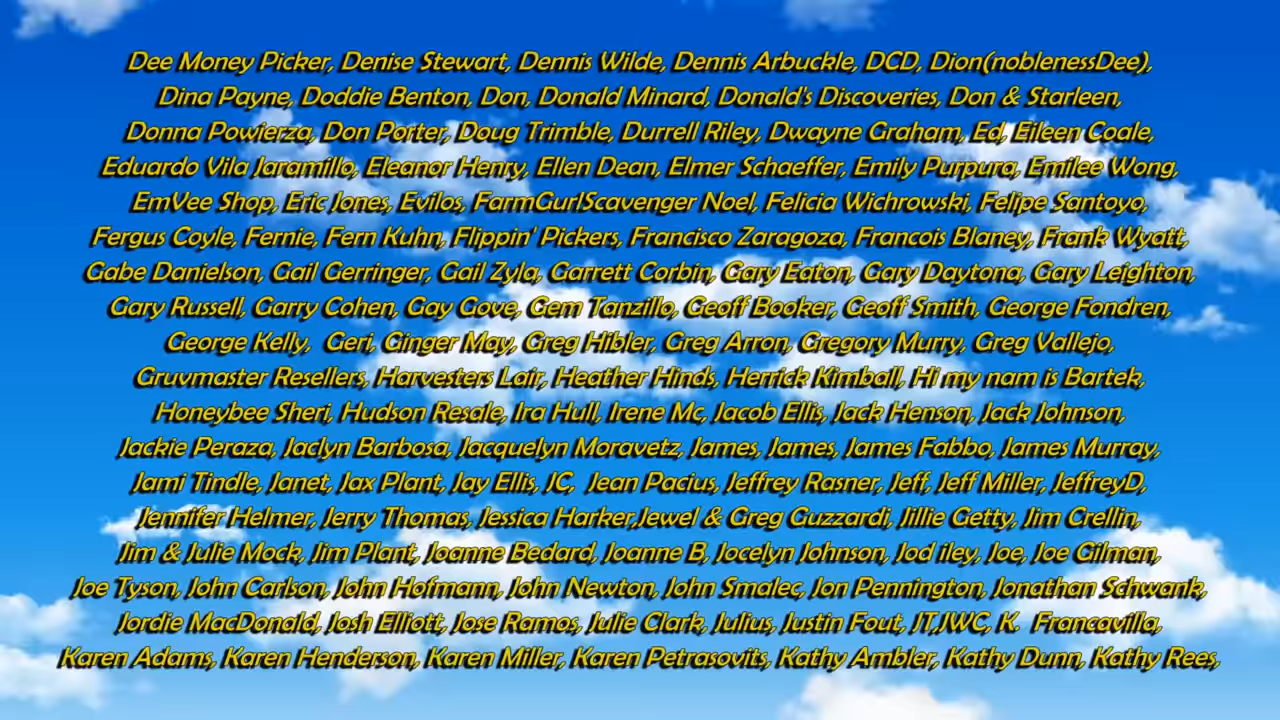 Dee Money Picker, Denise Stewart, Dennis Wilde, Dennis Arbuckle, DCD, Dion(noblenessDee),
Dina Payne, Doddie Benton, Don, Donald Minard, Donald's Discoveries, Don & Starleen,
Donna Powierza, Don Porter, Doug Trimble, Durrell Riley, Dwayne Graham, Ed, Eileen Coale,
Eduardo Vila Jaramillo, Eleanor Henry, Ellen Dean, Elmer Schaeffer, Emily Purpura, Emilee Wong,
EmVee Shop, Eric Jones, Evilos, FarmGurlScavenger Noel, Felicia Wichrowski, Felipe Santoyo,
Fergus Coyle, Fernie, Fern Kuhn, Flippin' Pickers, Francisco Zaragoza, Francois Blaney, Frank Wyatt,
Gabe Danielson, Gail Gerringer, Gail Zyla, Garrett Corbin, Gary Eaton, Gary Daytona, Gary Leighton,
Gary Russell, Garry Cohen, Gay Gove, Gem Tanzillo, Geoff Booker, Geoff Smith, George Fondren,
George Kelly,  Geri, Ginger May, Greg Hibler, Greg Arron, Gregory Murry, Greg Vallejo,
Gruvmaster Resellers, Harvesters Lair, Heather Hinds, Herrick Kimball, Hi my nam is Bartek,
Honeybee Sheri, Hudson Resale, Ira Hull, Irene Mc, Jacob Ellis, Jack Henson, Jack Johnson,
Jackie Peraza, Jaclyn Barbosa, Jacquelyn Moravetz, James, James, James Fabbo, James Murray,
Jami Tindle, Janet, Jax Plant, Jay Ellis, JC,  Jean Pacius, Jeffrey Rasner, Jeff, Jeff Miller, JeffreyD,
Jennifer Helmer, Jerry Thomas, Jessica Harker,Jewel & Greg Guzzardi, Jillie Getty, Jim Crellin,
Jim & Julie Mock, Jim Plant, Joanne Bedard, Joanne B, Jocelyn Johnson, Jod iley, Joe, Joe Gilman,
Joe Tyson, John Carlson, John Hofmann, John Newton, John Smalec, Jon Pennington, Jonathan Schwank,
Jordie MacDonald, Josh Elliott, Jose Ramos, Julie Clark, Julius, Justin Fout, JT,JWC, K.  Francavilla,
Karen Adams, Karen Henderson, Karen Miller, Karen Petrasovits, Kathy Ambler, Kathy Dunn, Kathy Rees,